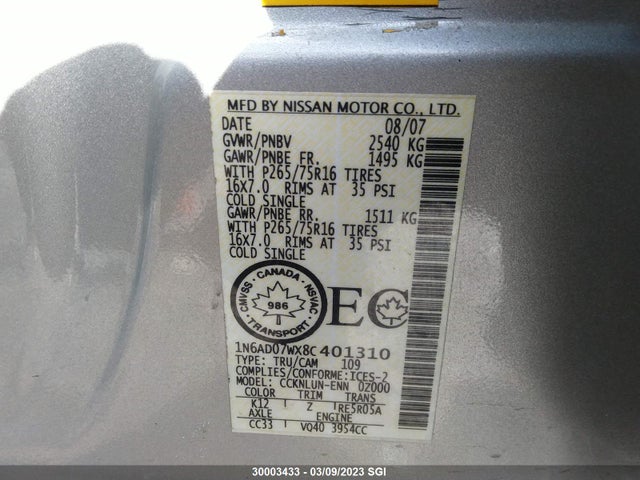 MFD BY NISSAN MOTOR CO., LTD.
DATE 08/07
GVWR/PNBV 2540 KG
GAWR/PNBE FR. 1495 KG
WITH P265/75R16 TIRES
16X7.0 RIMS AT 35 PSI
COLD SINGLE
GAWR/PNBE RR. 1511 KG
WITH P265/75R16 TIRES
16X7.0 RIMS AT 35 PSI
COLD SINGLE
CMVSS · CANADA · NSVAC
986
TRANSPORT
EC
1N6AD07WX8C401310
TYPE: TRU/CAM 109
COMPLIES/CONFORME:ICES-2
CCKNLUN-ENN 0Z000
COLOR TRIM TRANS
K12 Z RE5R05A
AXLE ENGINE
CC33 VQ40 3954CC
30003433 — 03/09/2023 SGI